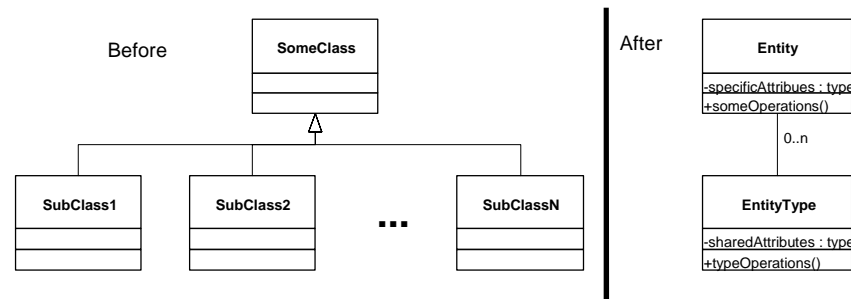 Before
SomeClass
SubClass1
SubClass2
...
SubClassN
After
Entity
-specificAttribues : type
+someOperations()
0..n
EntityType
-sharedAttributes : type
+typeOperations()